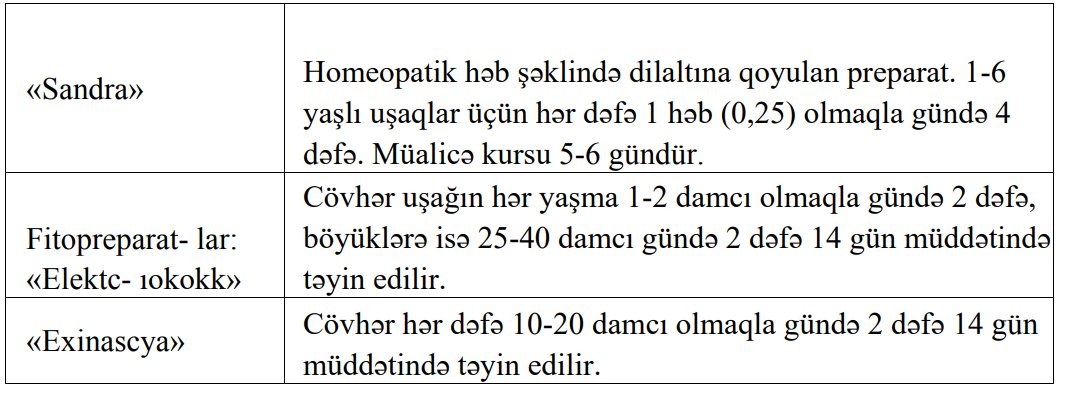 «Sandra»
Homeopatik həb şəklində dilaltına qoyulan preparat. 1-6
yaşlı uşaqlar üçün hər dəfə 1 həb (0,25) olmaqla gündə 4
dəfə. Müalicə kursu 5-6 gündür.
Fitopreparat- lar:
«Elektc- ıokokk»
Cövhər uşağın hər yaşma 1-2 damcı olmaqla gündə 2 dəfə,
böyüklərə isə 25-40 damcı gündə 2 dəfə 14 gün müddətində
təyin edilir.
«Exinascya»
Cövhər hər dəfə 10-20 damcı olmaqla gündə 2 dəfə 14 gün
müddətində təyin edilir.